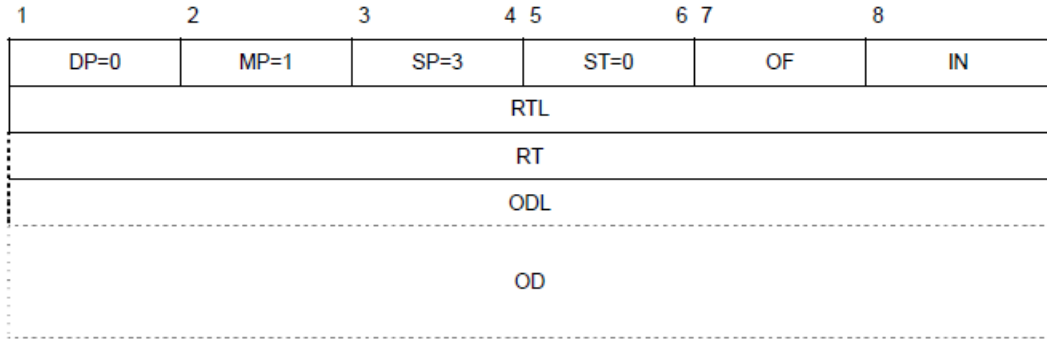 1 2 3 4 5 6 7 8
DP=0 MP=1 SP=3 ST=0 OF IN
RTL
RT
ODL
OD